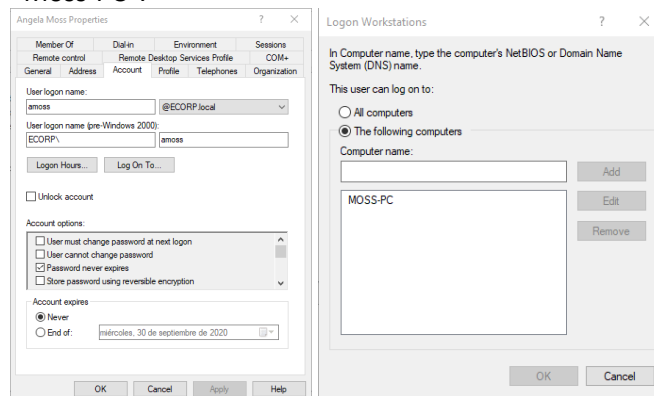 Angela Moss Properties ? ×
Member Of Dial-in Environment Sessions
Remote control Remote Desktop Services Profile COM+
General Address Account Profile Telephones Organization
User logon name:
amoss @ECORP.local
User logon name (pre-Windows 2000):
ECORP\ amoss
Logon Hours... Log On To...
Unlock account
Account options:
User must change password at next logon
User cannot change password
Password never expires
Store password using reversible encryption
Account expires
Never
End of: miércoles, 30 de septiembre de 2020
OK Cancel Apply Help
Logon Workstations ? ×
In Computer name, type the computer's NetBIOS or Domain Name
System (DNS) name.
This user can log on to:
All computers
The following computers
Computer name:
Add
MOSS-PC
Edit
Remove
OK Cancel